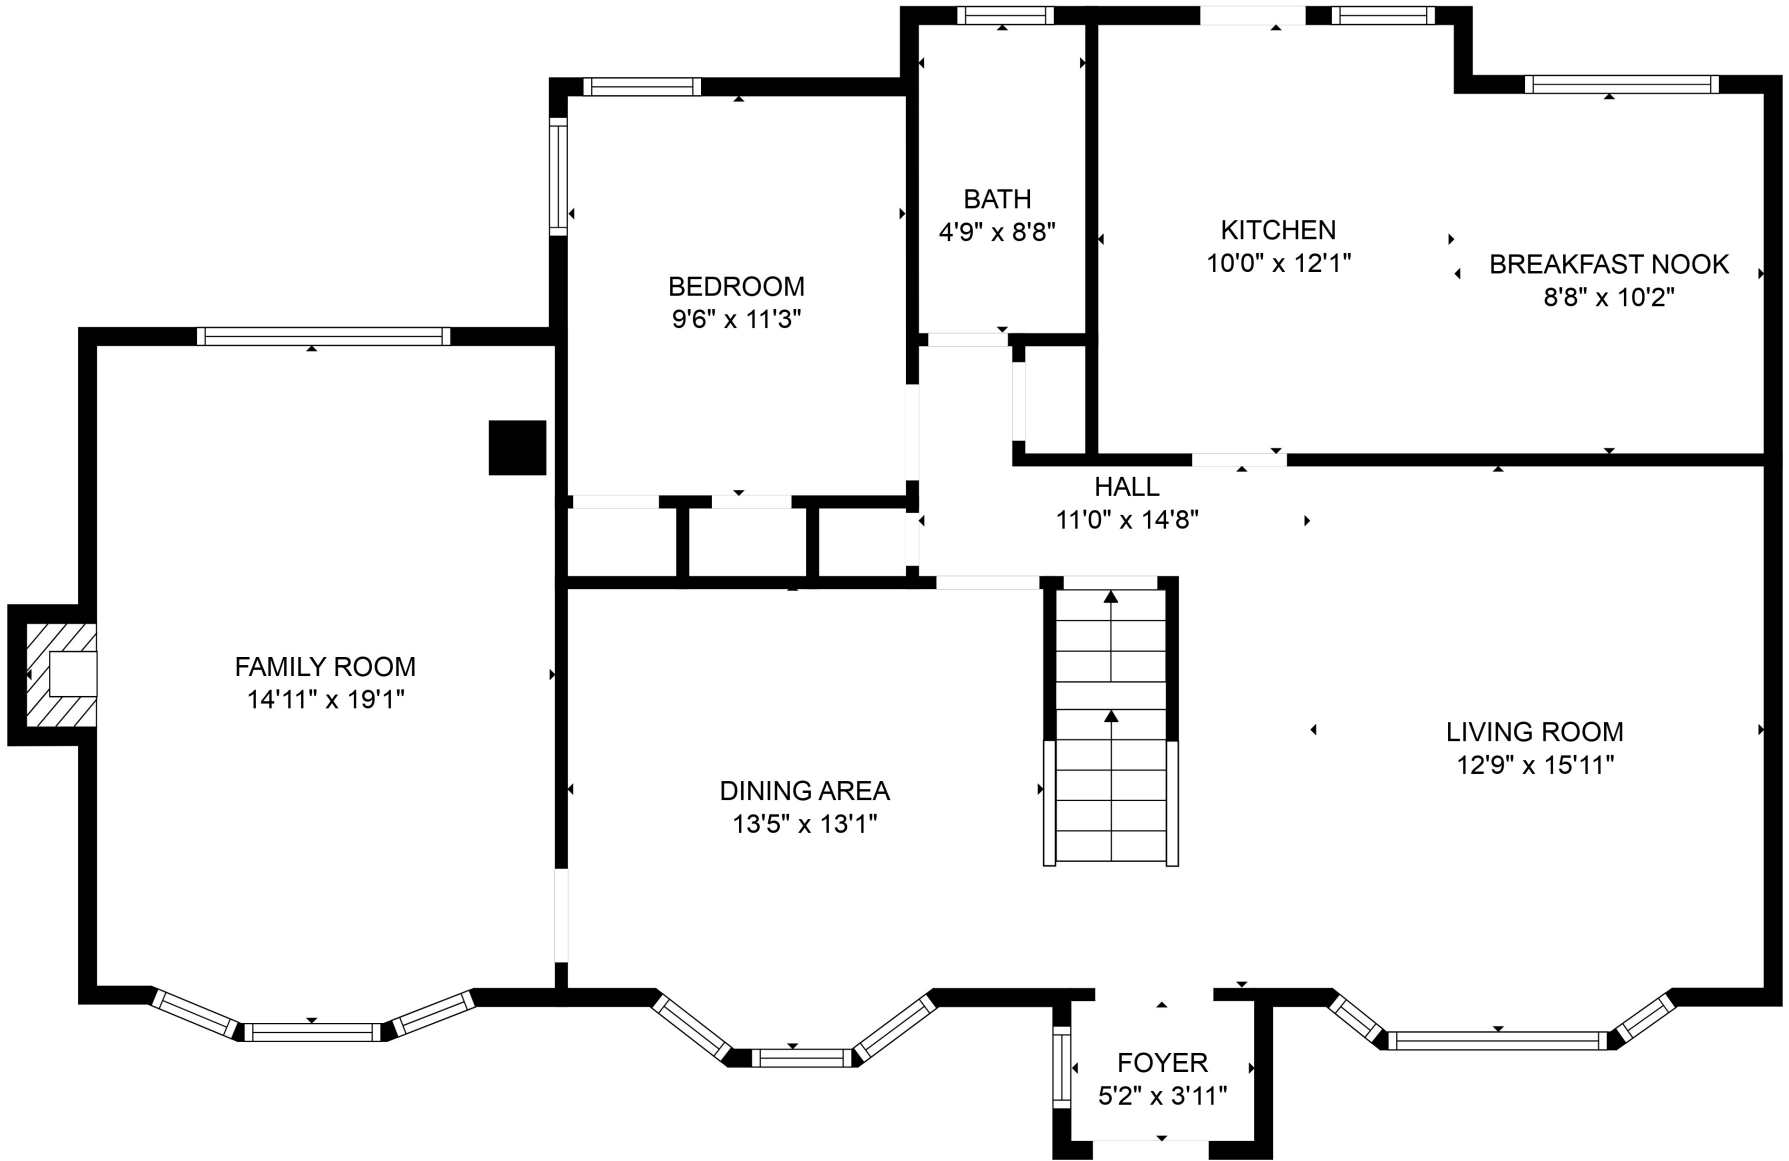 BATH
4'9" x 8'8"
KITCHEN
10'0" x 12'1"
BREAKFAST NOOK
8'8" x 10'2"
BEDROOM
9'6" x 11'3"
HALL
11'0" x 14'8"
FAMILY ROOM
14'11" x 19'1"
LIVING ROOM
12'9" x 15'11"
DINING AREA
13'5" x 13'1"
FOYER
5'2" x 3'11"